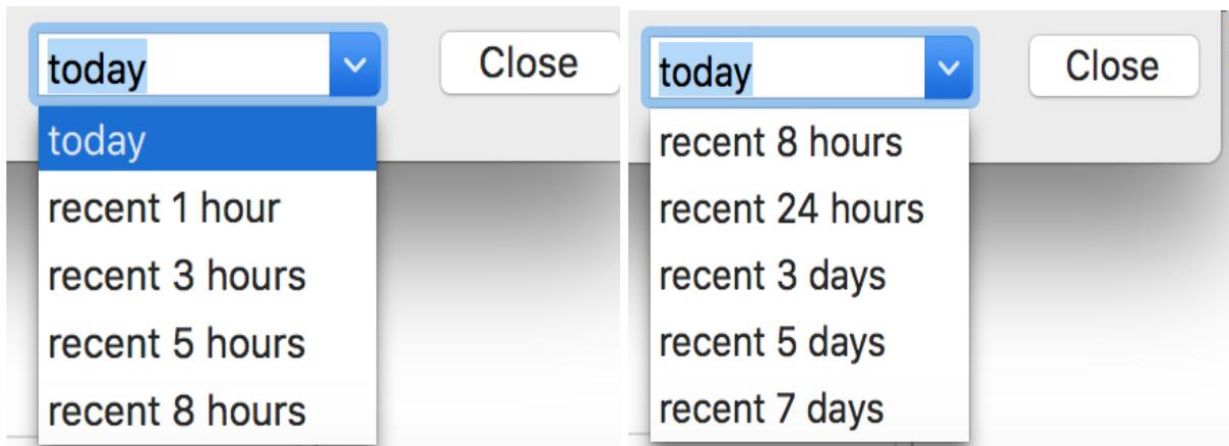 today
Close
today
recent 1 hour
recent 3 hours
recent 5 hours
recent 8 hours
today
Close
recent 8 hours
recent 24 hours
recent 3 days
recent 5 days
recent 7 days